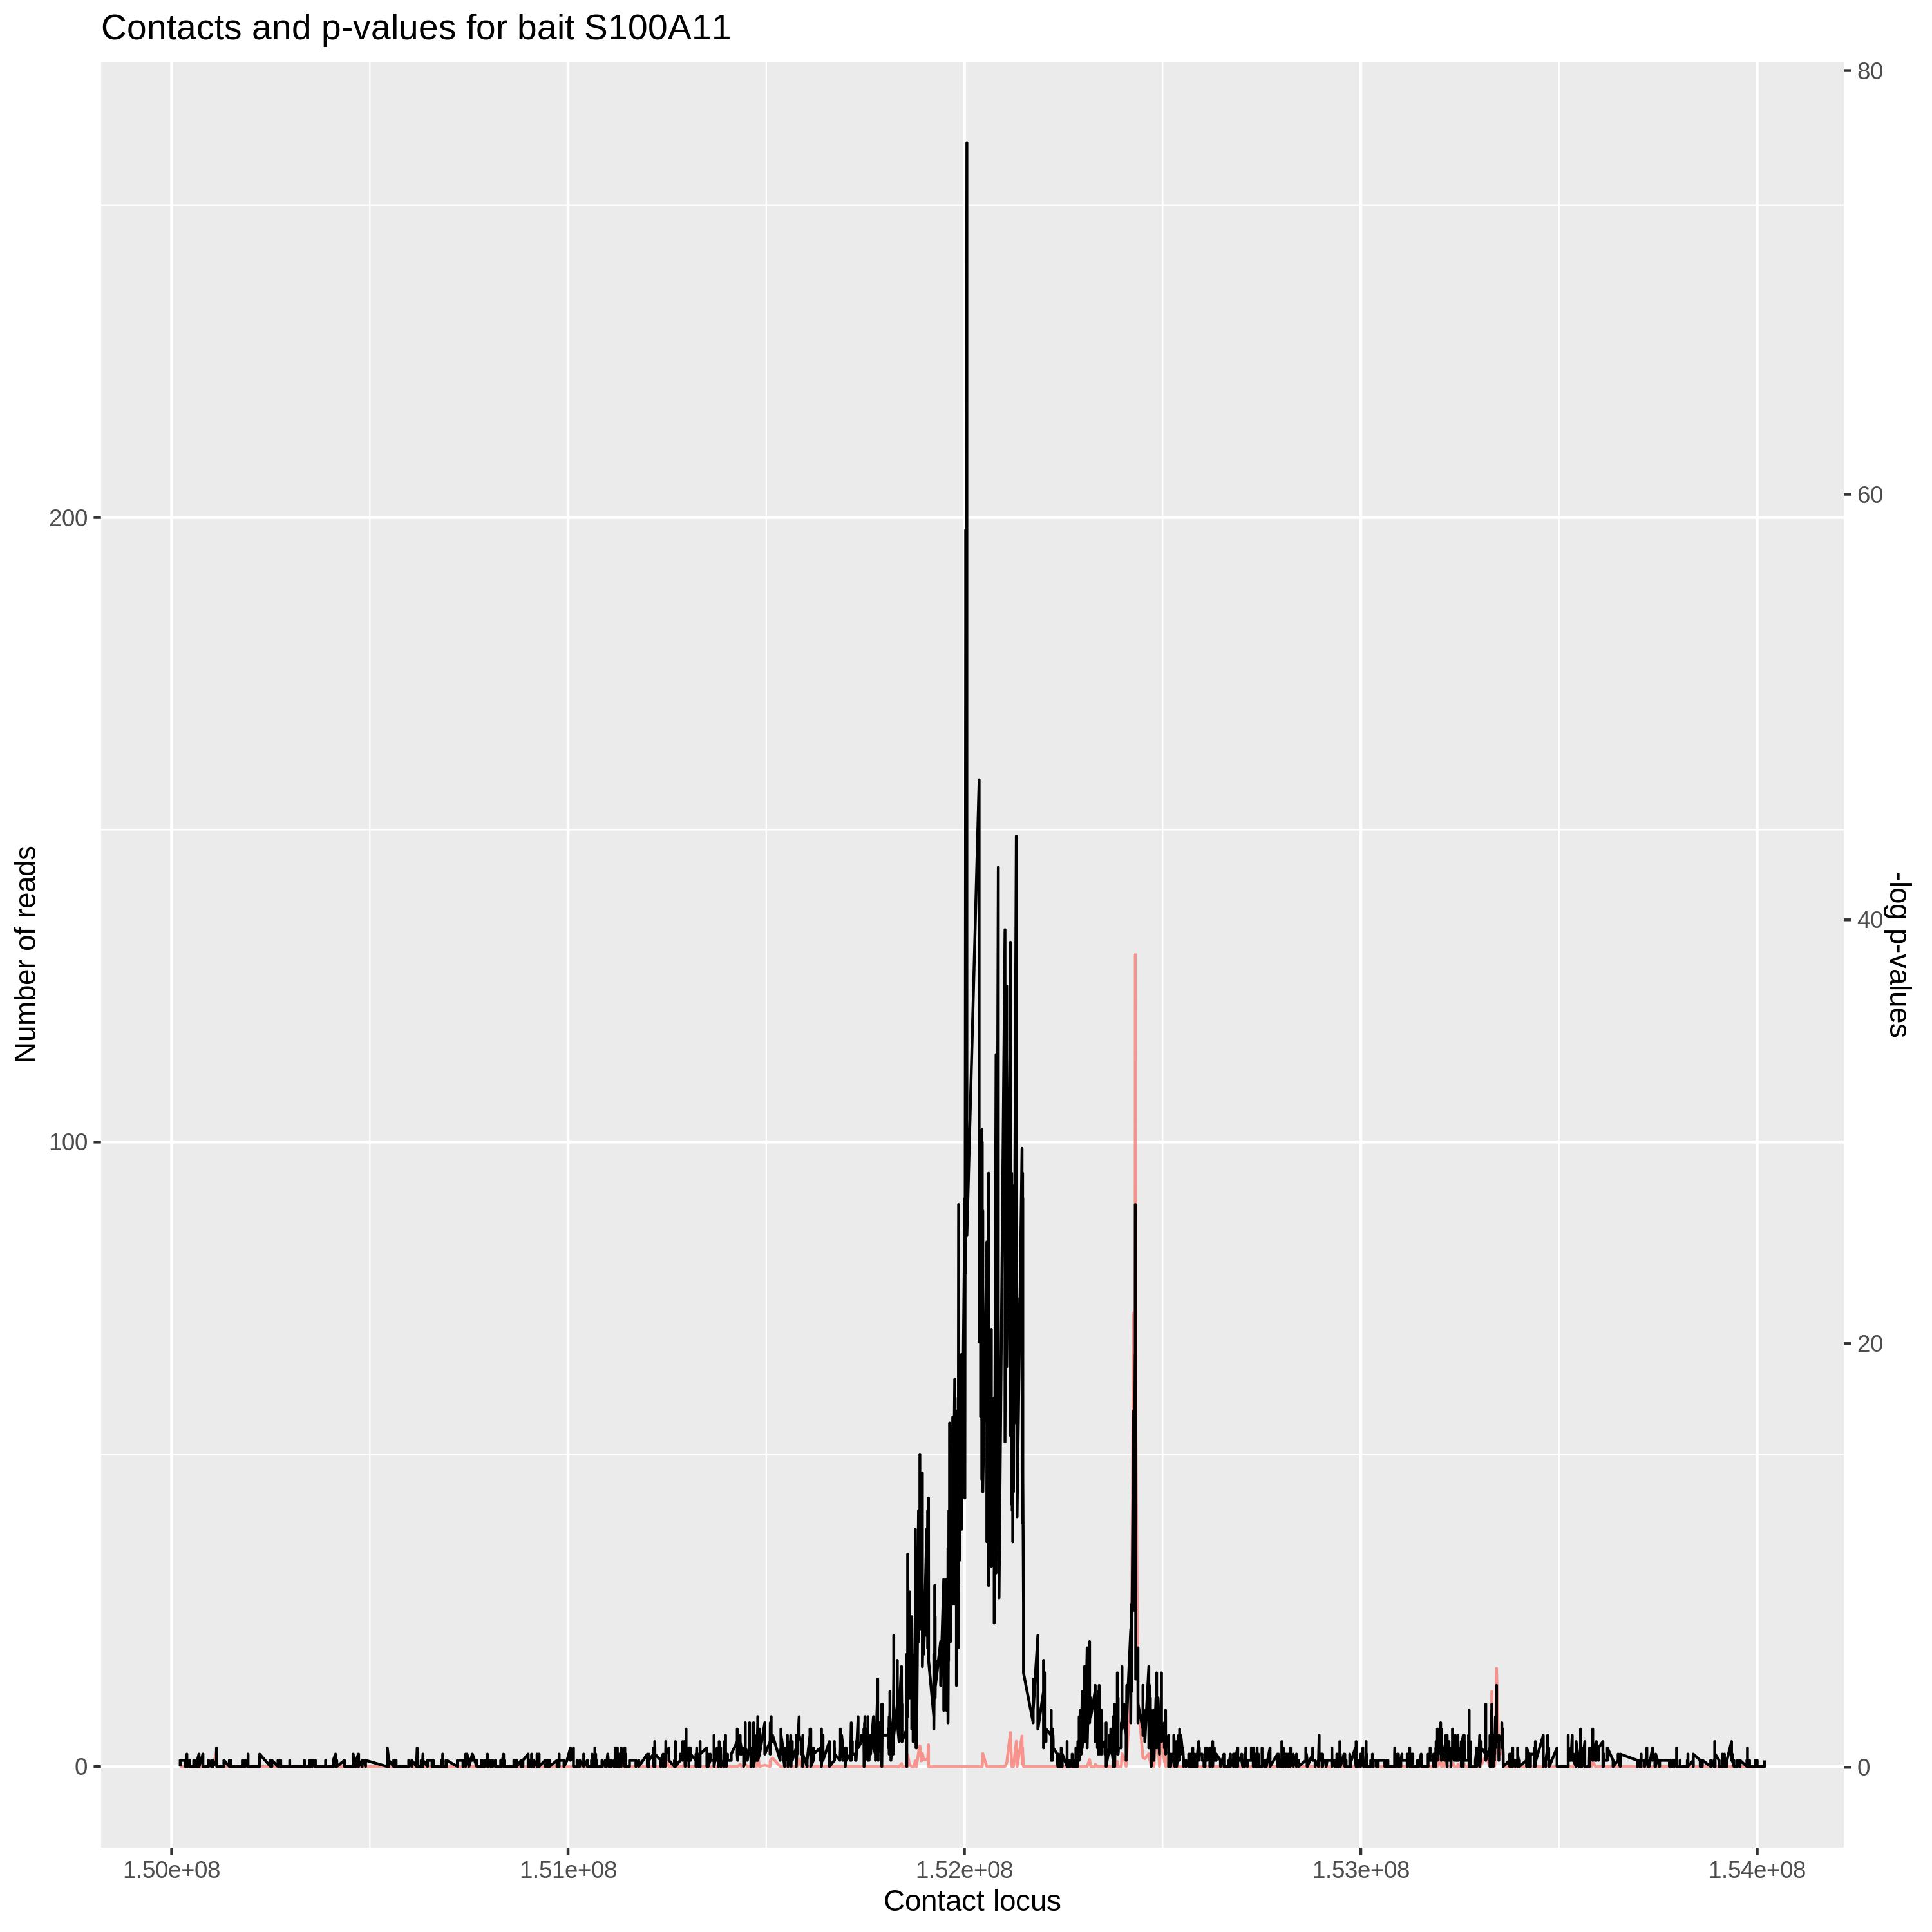 Contacts and p-values for bait S100A11
80
200
60
Number of reads
-log p-values
40
100
20
0
0
1.50e+08 1.51e+08 1.52e+08 1.53e+08 1.54e+08
Contact locus